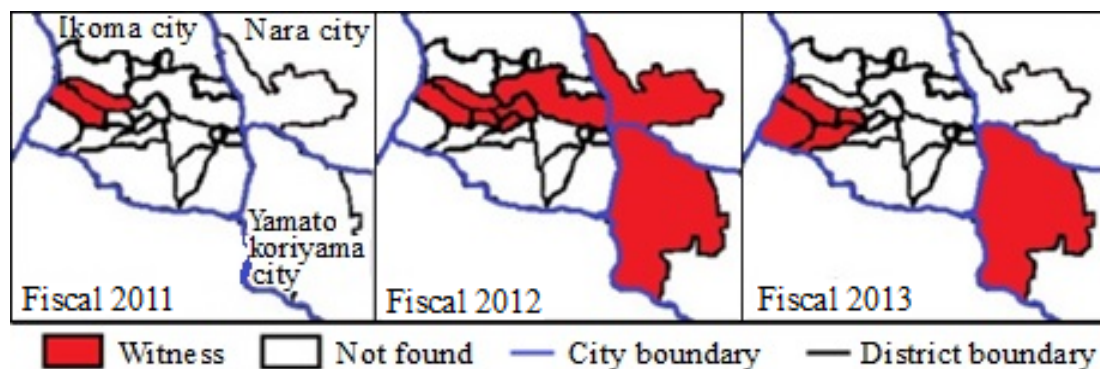 Ikoma city
Nara city
Yamato
koriyama
city
Fiscal 2011
Fiscal 2012
Fiscal 2013
Witness
Not found
City boundary
District boundary